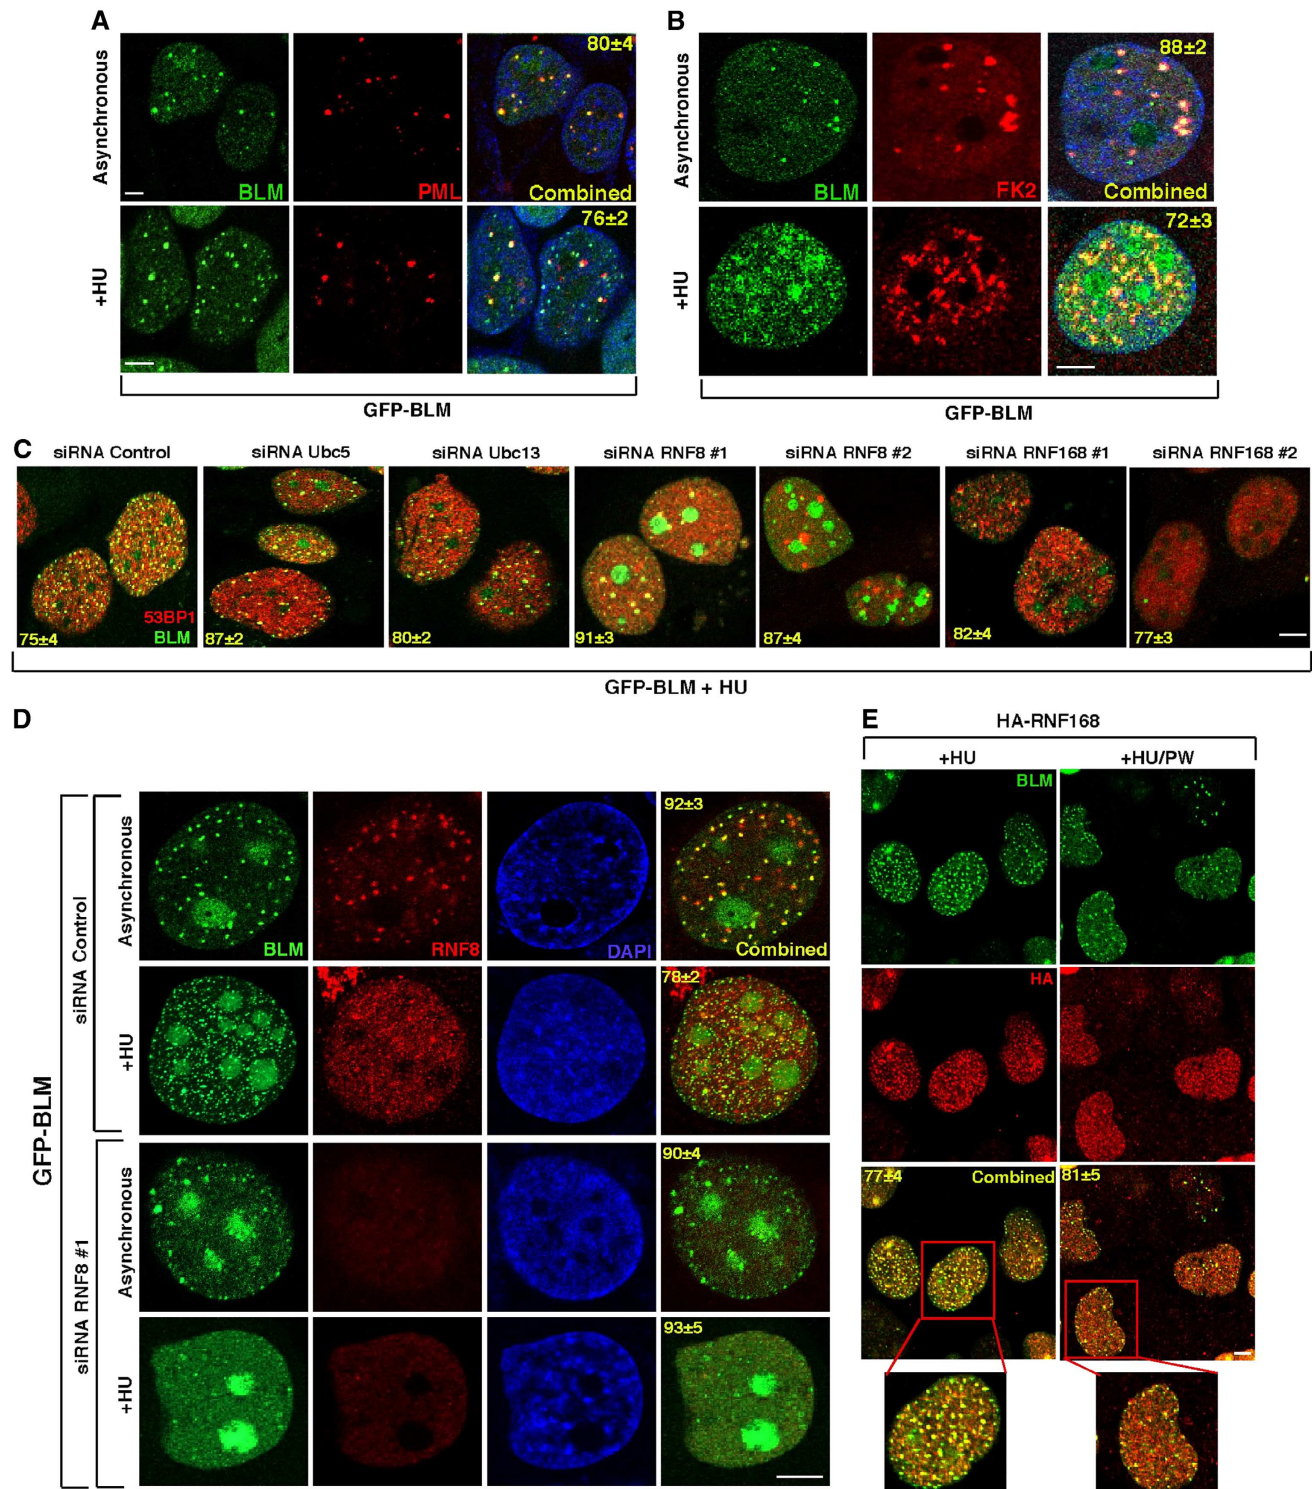 A
Asynchronous
BLM
PML
80±4
Combined
+HU
76±2
GFP-BLM
B
Asynchronous
BLM
FK2
88±2
Combined
+HU
72±3
GFP-BLM
C
siRNA Control
siRNA Ubc5
siRNA Ubc13
siRNA RNF8 #1
siRNA RNF8 #2
siRNA RNF168 #1
siRNA RNF168 #2
53BP1
BLM
75±4
87±2
80±2
91±3
87±4
82±4
77±3
GFP-BLM + HU
D
GFP-BLM
siRNA Control
Asynchronous
BLM
RNF8
DAPI
92±3
Combined
+HU
78±2
siRNA RNF8 #1
Asynchronous
90±4
+HU
93±5
E
HA-RNF168
+HU
+HU/PW
BLM
HA
77±4
Combined
81±5